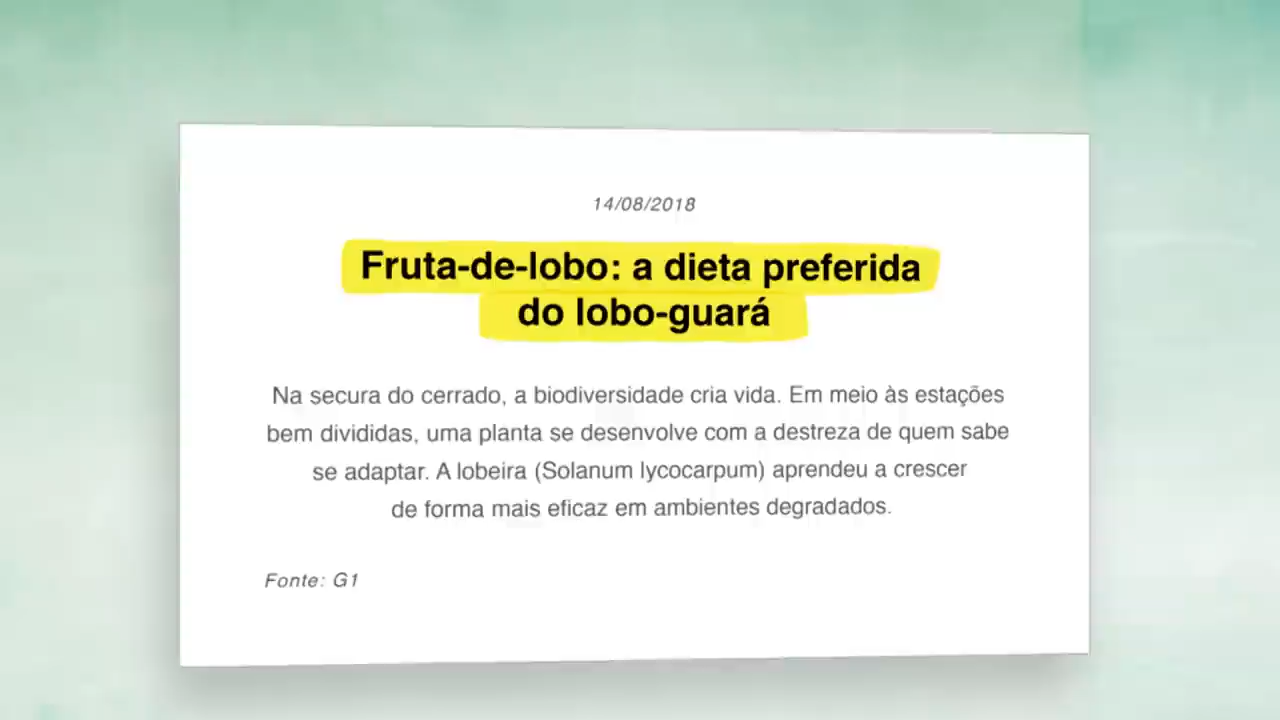 14/08/2018
Fruta-de-lobo: a dieta preferida
do lobo-guará
Na secura do cerrado, a biodiversidade cria vida. Em meio às estações
bem divididas, uma planta se desenvolve com a destreza de quem sabe
se adaptar. A lobeira (Solanum lycocarpum) aprendeu a crescer
de forma mais eficaz em ambientes degradados.
Fonte: G1